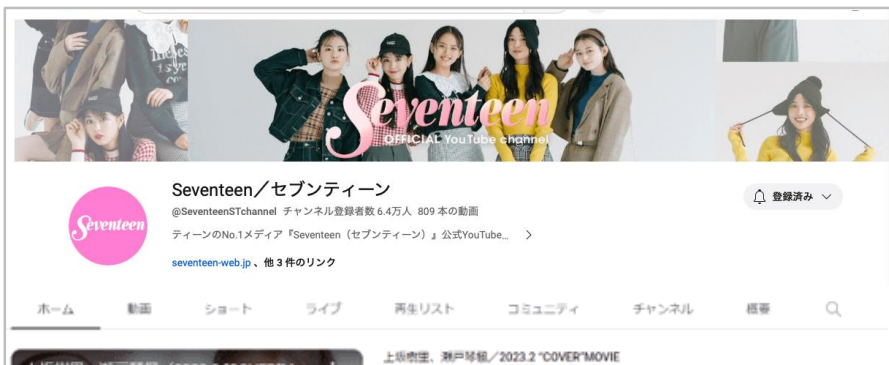 Seventeen
OFFICIAL YouTube channel
Seventeen
Seventeen／セブンティーン
@SeventeenSTchannel チャンネル登録者数 6.4万人 809 本の動画
ティーンのNo.1メディア『Seventeen（セブンティーン）』公式YouTube...
seventeen-web.jp 、他 3 件のリンク
登録済み
ホーム 動画 ショート ライブ 再生リスト コミュニティ チャンネル 概要
上坂樹里、瀬戸琴楓／2023.2 "COVER"MOVIE